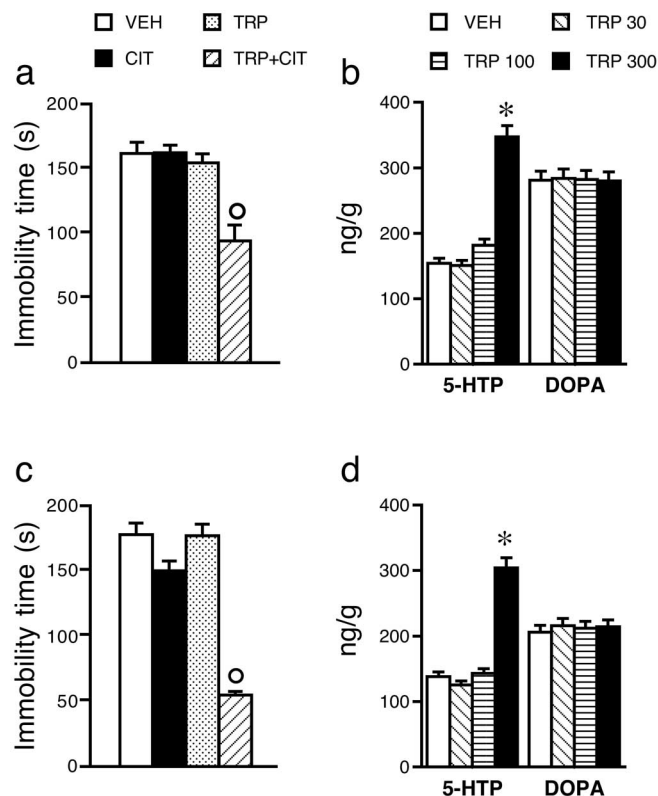 VEH TRP
CIT TRP+CIT
VEH TRP 30
TRP 100 TRP 300
a
Immobility time (s)
200
150
100
50
0
b
ng/g
400
300
200
100
0
*
5-HTP DOPA
c
Immobility time (s)
200
150
100
50
0
d
ng/g
400
300
200
100
0
*
5-HTP DOPA